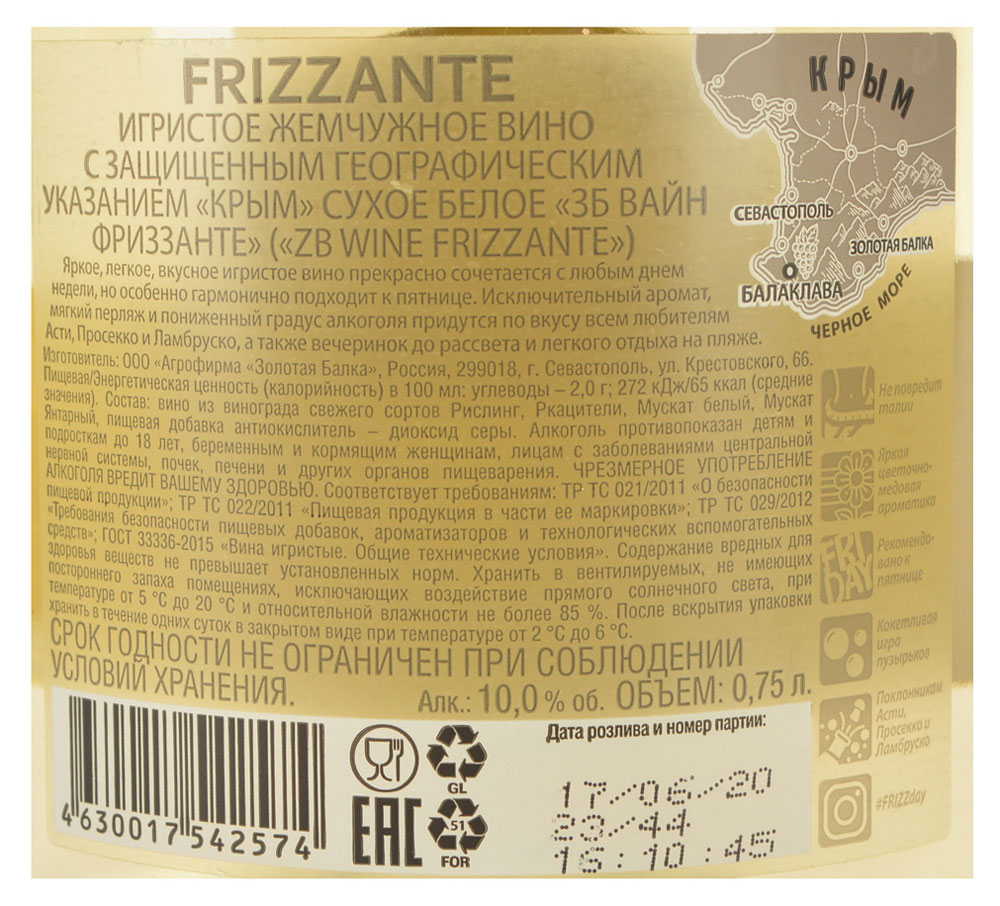 FRIZZANTE
ИГРИСТОЕ ЖЕМЧУЖНОЕ ВИНО
С ЗАЩИЩЕННЫМ ГЕОГРАФИЧЕСКИМ
УКАЗАНИЕМ «КРЫМ» СУХОЕ БЕЛОЕ «ЗБ ВАЙН
ФРИЗЗАНТЕ» («ZB WINE FRIZZANTE»)
Яркое, легкое, вкусное игристое вино прекрасно сочетается с любым днем
недели, но особенно гармонично подходит к пятнице. Исключительный аромат,
мягкий перляж и пониженный градус алкоголя придутся по вкусу всем любителям
Асти, Просекко и Ламбруско, а также вечеринок до рассвета и легкого отдыха на пляже.
КРЫМ
СЕВАСТОПОЛЬ
ЗОЛОТАЯ БАЛКА
БАЛАКЛАВА
ЧЕРНОЕ МОРЕ
Изготовитель: ООО «Агрофирма «Золотая Балка», Россия, 299018, г. Севастополь, ул. Крестовского, 66.
Пищевая/Энергетическая ценность (калорийность) в 100 мл: углеводы – 2,0 г; 272 кДж/65 ккал (средние
значения). Состав: вино из винограда свежего сортов Рислинг, Ркацители, Мускат белый, Мускат
Янтарный, пищевая добавка антиокислитель – диоксид серы. Алкоголь противопоказан детям и
подросткам до 18 лет, беременным и кормящим женщинам, лицам с заболеваниями центральной
нервной системы, почек, печени и других органов пищеварения. ЧРЕЗМЕРНОЕ УПОТРЕБЛЕНИЕ
АЛКОГОЛЯ ВРЕДИТ ВАШЕМУ ЗДОРОВЬЮ. Соответствует требованиям: ТР ТС 021/2011 «О безопасности
пищевой продукции»; ТР ТС 022/2011 «Пищевая продукция в части ее маркировки»; ТР ТС 029/2012
«Требования безопасности пищевых добавок, ароматизаторов и технологических вспомогательных
средств»; ГОСТ 33336-2015 «Вина игристые. Общие технические условия». Содержание вредных для
здоровья веществ не превышает установленных норм. Хранить в вентилируемых, не имеющих
постороннего запаха помещениях, исключающих воздействие прямого солнечного света, при
температуре от 5 °C до 20 °C и относительной влажности не более 85 %. После вскрытия упаковки
хранить в течение одних суток в закрытом виде при температуре от 2 °C до 6 °C.
СРОК ГОДНОСТИ НЕ ОГРАНИЧЕН ПРИ СОБЛЮДЕНИИ
УСЛОВИЙ ХРАНЕНИЯ.
Алк.: 10,0 % об. ОБЪЕМ: 0,75 л.
Не повредит
талии
Яркая
цветочно-
медовая
ароматика
FRI
DAY
Рекомендо-
вано к
пятнице
Кокетливая
игра
пузырьков
Поклонникам
Асти,
Просекко и
Ламбруско
#FRIZZday
4630017542574
GL
EAC
51
FOR
Дата розлива и номер партии:
17/06/20
23/44
16:10:45